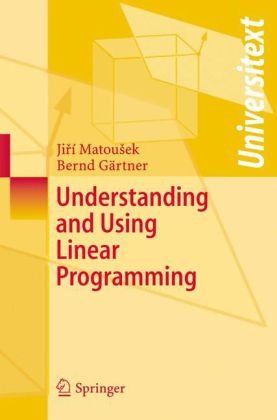 Universitext
Jiří Matoušek
Bernd Gärtner
Understanding
and Using
Linear
Programming
Springer